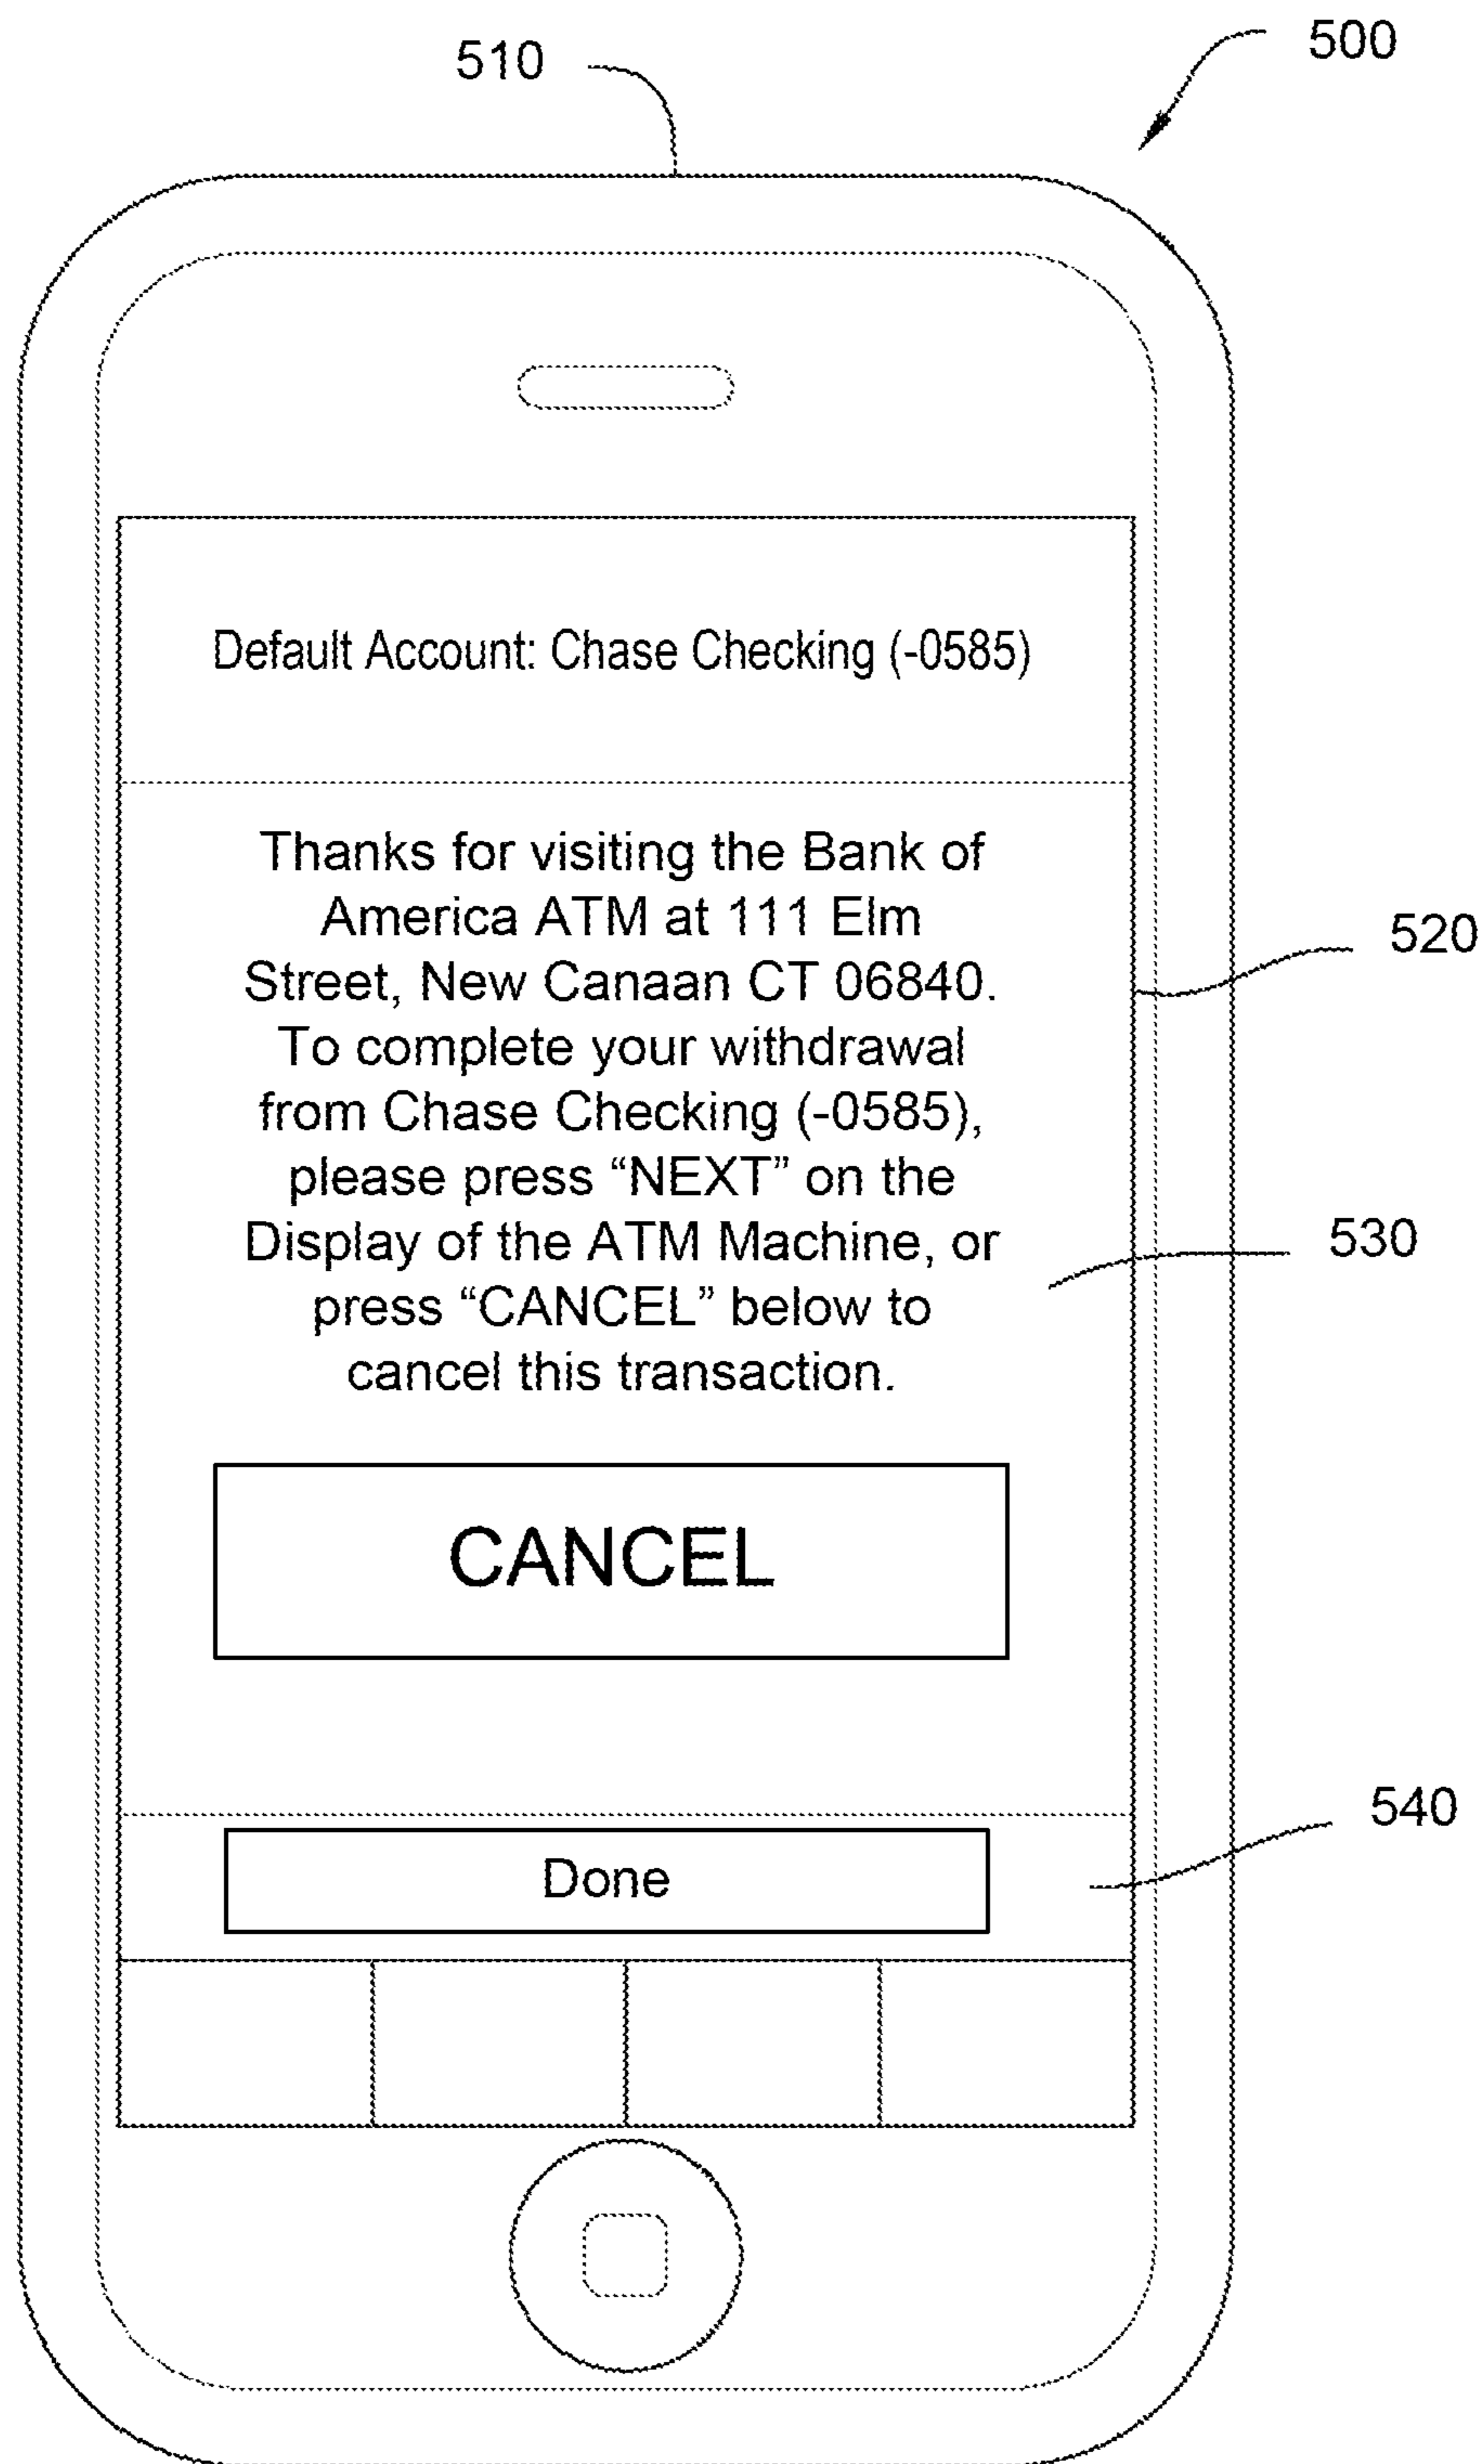 510
500
Default Account: Chase Checking (-0585)
Thanks for visiting the Bank of
America ATM at 111 Elm
Street, New Canaan CT 06840.
To complete your withdrawal
from Chase Checking (-0585),
please press “NEXT” on the
Display of the ATM Machine, or
press “CANCEL” below to
cancel this transaction.
520
530
CANCEL
540
Done